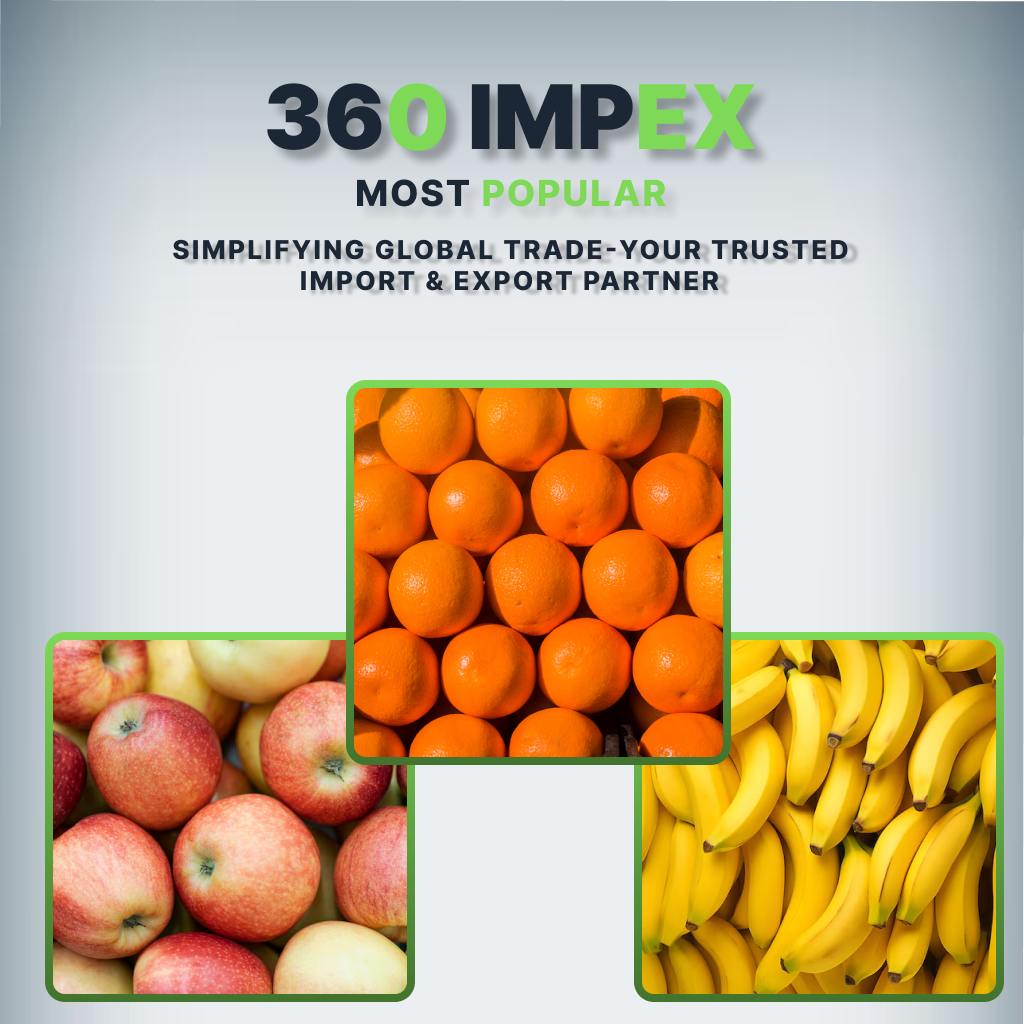 360 IMPEX
MOST POPULAR
SIMPLIFYING GLOBAL TRADE-YOUR TRUSTED
IMPORT & EXPORT PARTNER